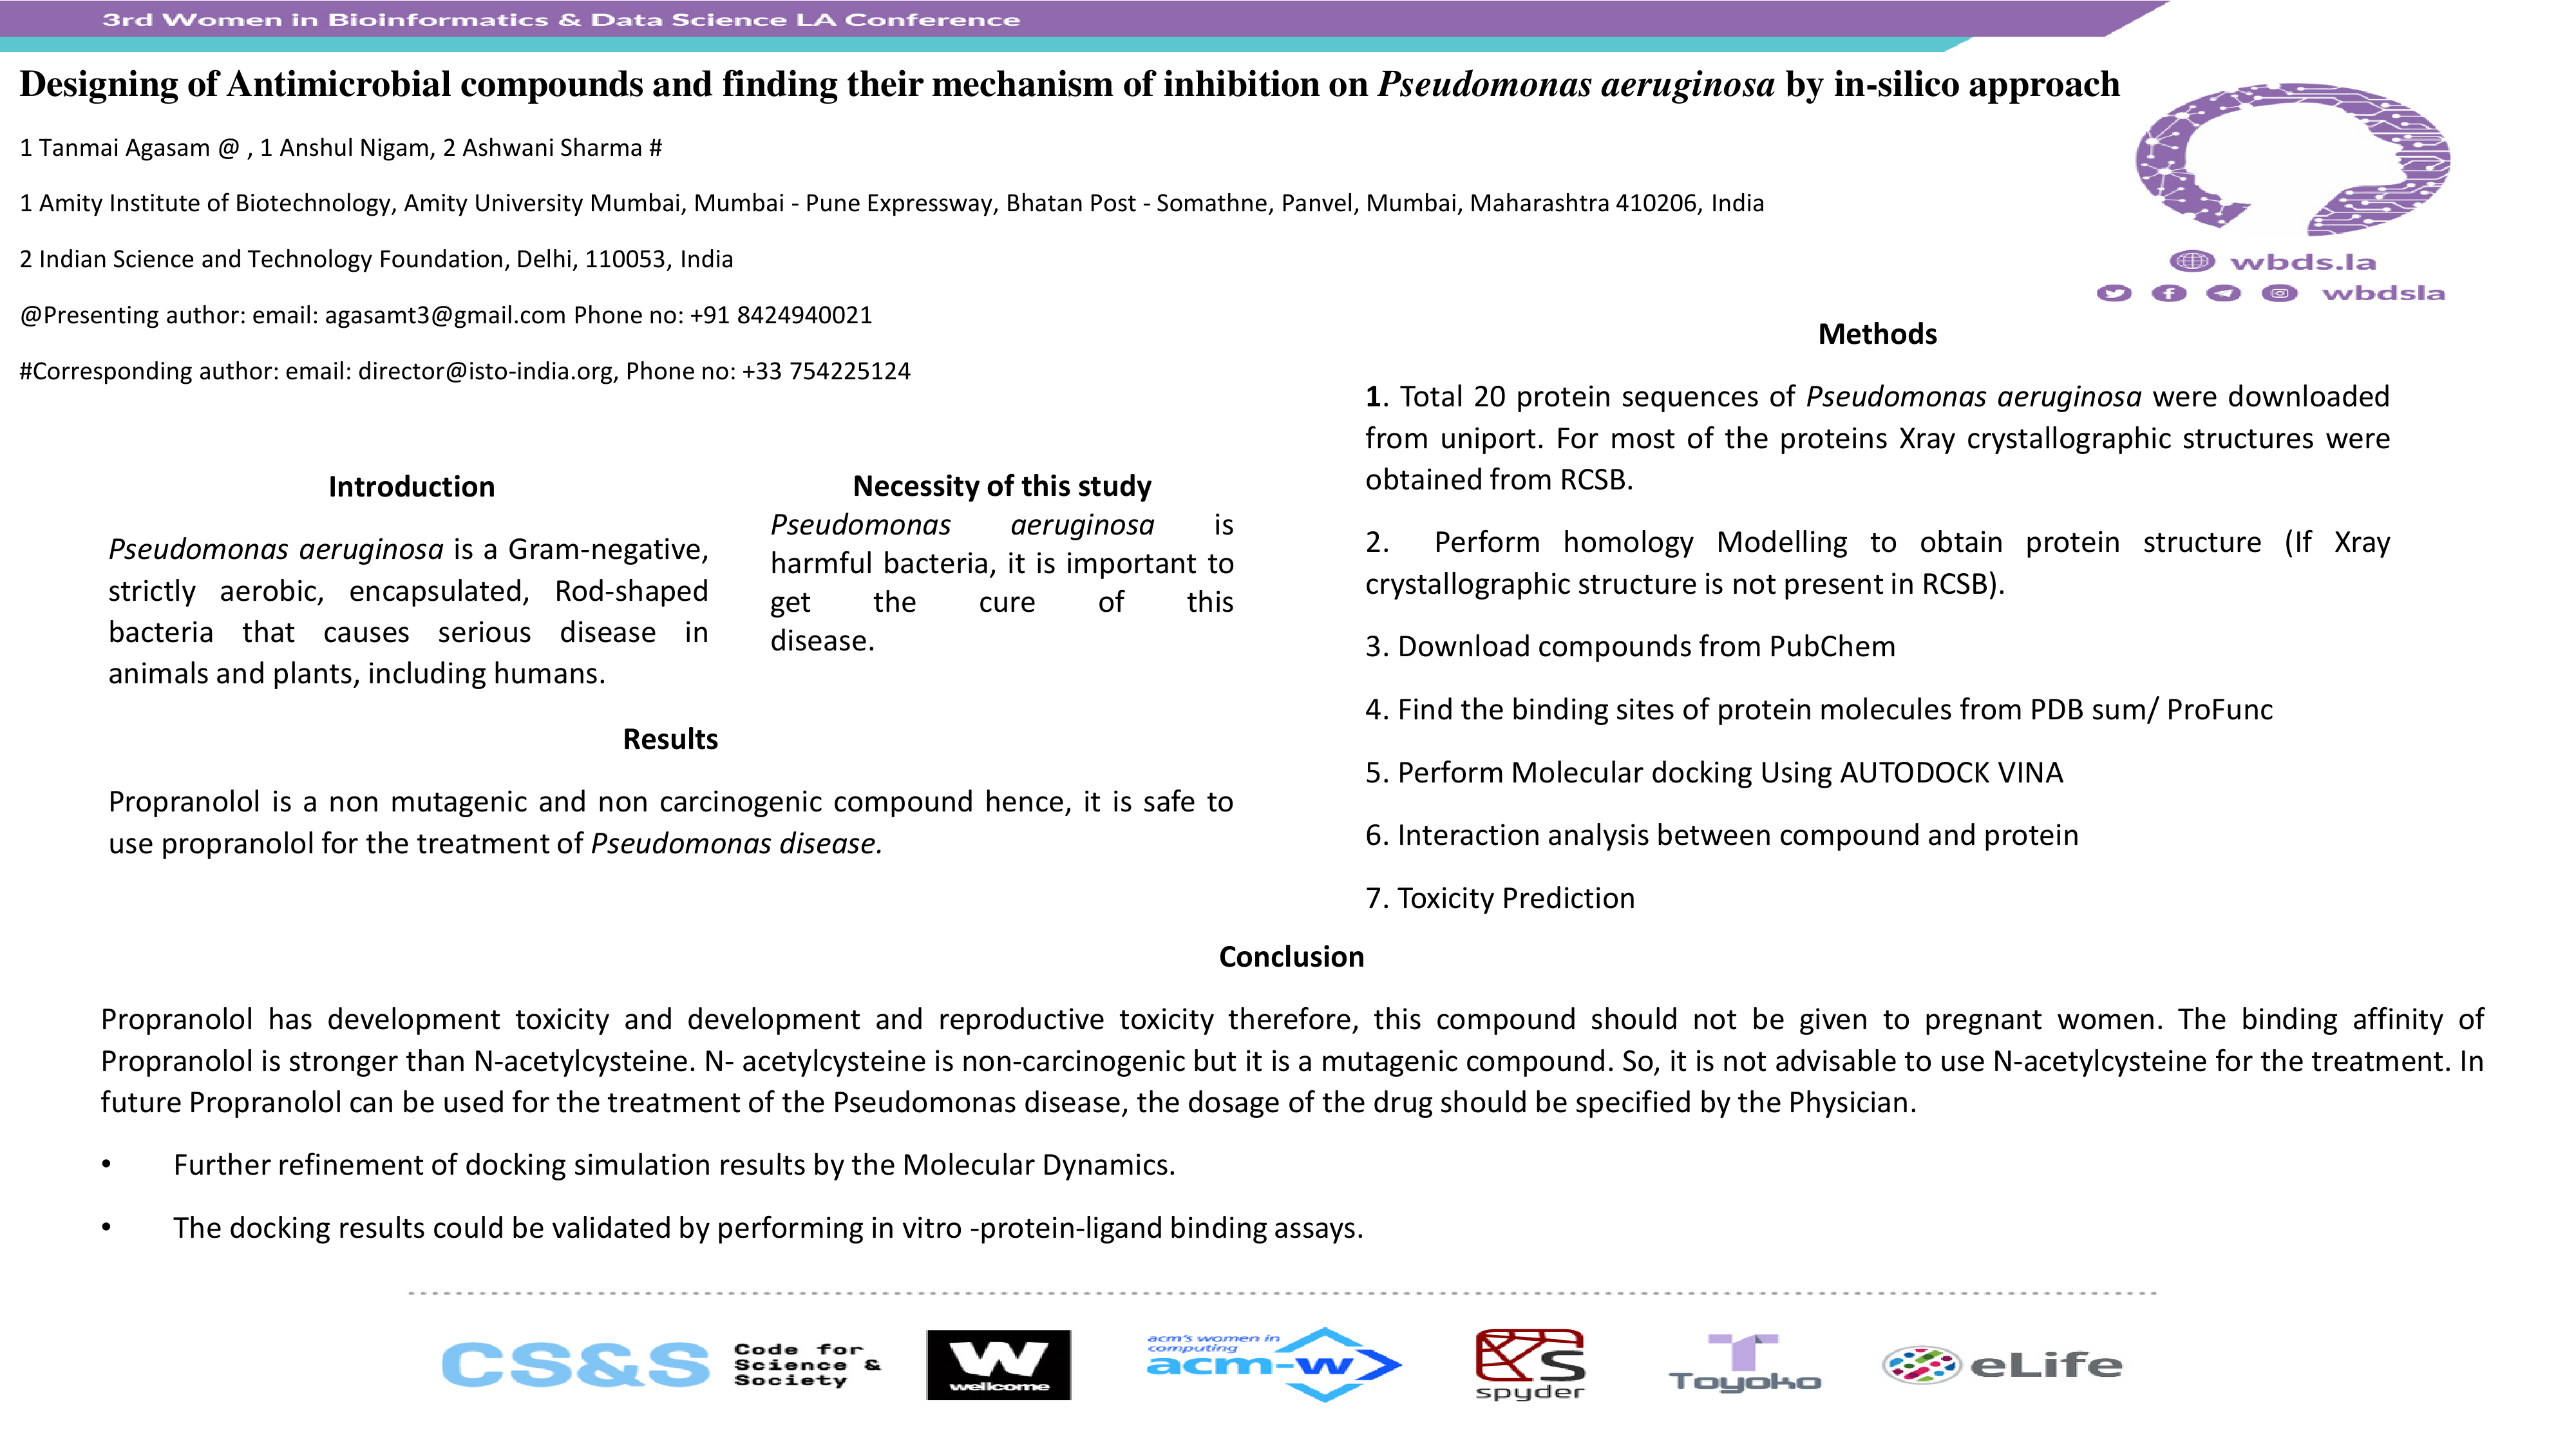 3rd Women in Bioinformatics & Data Science LA Conference
Designing of Antimicrobial compounds and finding their mechanism of inhibition on Pseudomonas aeruginosa by in-silico approach
1 Tanmai Agasam @ , 1 Anshul Nigam, 2 Ashwani Sharma #
1 Amity Institute of Biotechnology, Amity University Mumbai, Mumbai - Pune Expressway, Bhatan Post - Somathne, Panvel, Mumbai, Maharashtra 410206, India
2 Indian Science and Technology Foundation, Delhi, 110053, India
@Presenting author: email: agasamt3@gmail.com Phone no: +91 8424940021
#Corresponding author: email: director@isto-india.org, Phone no: +33 754225124
wbds.la
wbdsla
Introduction
Pseudomonas aeruginosa is a Gram-negative,
strictly aerobic, encapsulated, Rod-shaped
bacteria that causes serious disease in
animals and plants, including humans.
Necessity of this study
Pseudomonas aeruginosa is
harmful bacteria, it is important to
get the cure of this
disease.
Results
Propranolol is a non mutagenic and non carcinogenic compound hence, it is safe to
use propranolol for the treatment of Pseudomonas disease.
Methods
1. Total 20 protein sequences of Pseudomonas aeruginosa were downloaded
from uniport. For most of the proteins Xray crystallographic structures were
obtained from RCSB.
2. Perform homology Modelling to obtain protein structure (If Xray
crystallographic structure is not present in RCSB).
3. Download compounds from PubChem
4. Find the binding sites of protein molecules from PDB sum/ ProFunc
5. Perform Molecular docking Using AUTODOCK VINA
6. Interaction analysis between compound and protein
7. Toxicity Prediction
Conclusion
Propranolol has development toxicity and development and reproductive toxicity therefore, this compound should not be given to pregnant women. The binding affinity of
Propranolol is stronger than N-acetylcysteine. N- acetylcysteine is non-carcinogenic but it is a mutagenic compound. So, it is not advisable to use N-acetylcysteine for the treatment. In
future Propranolol can be used for the treatment of the Pseudomonas disease, the dosage of the drug should be specified by the Physician.
• Further refinement of docking simulation results by the Molecular Dynamics.
• The docking results could be validated by performing in vitro -protein-ligand binding assays.
CS&S
Code for
Science &
Society
W
wellcome
acm's women in
computing
acm-w
S
spyder
Toyoko
eLife